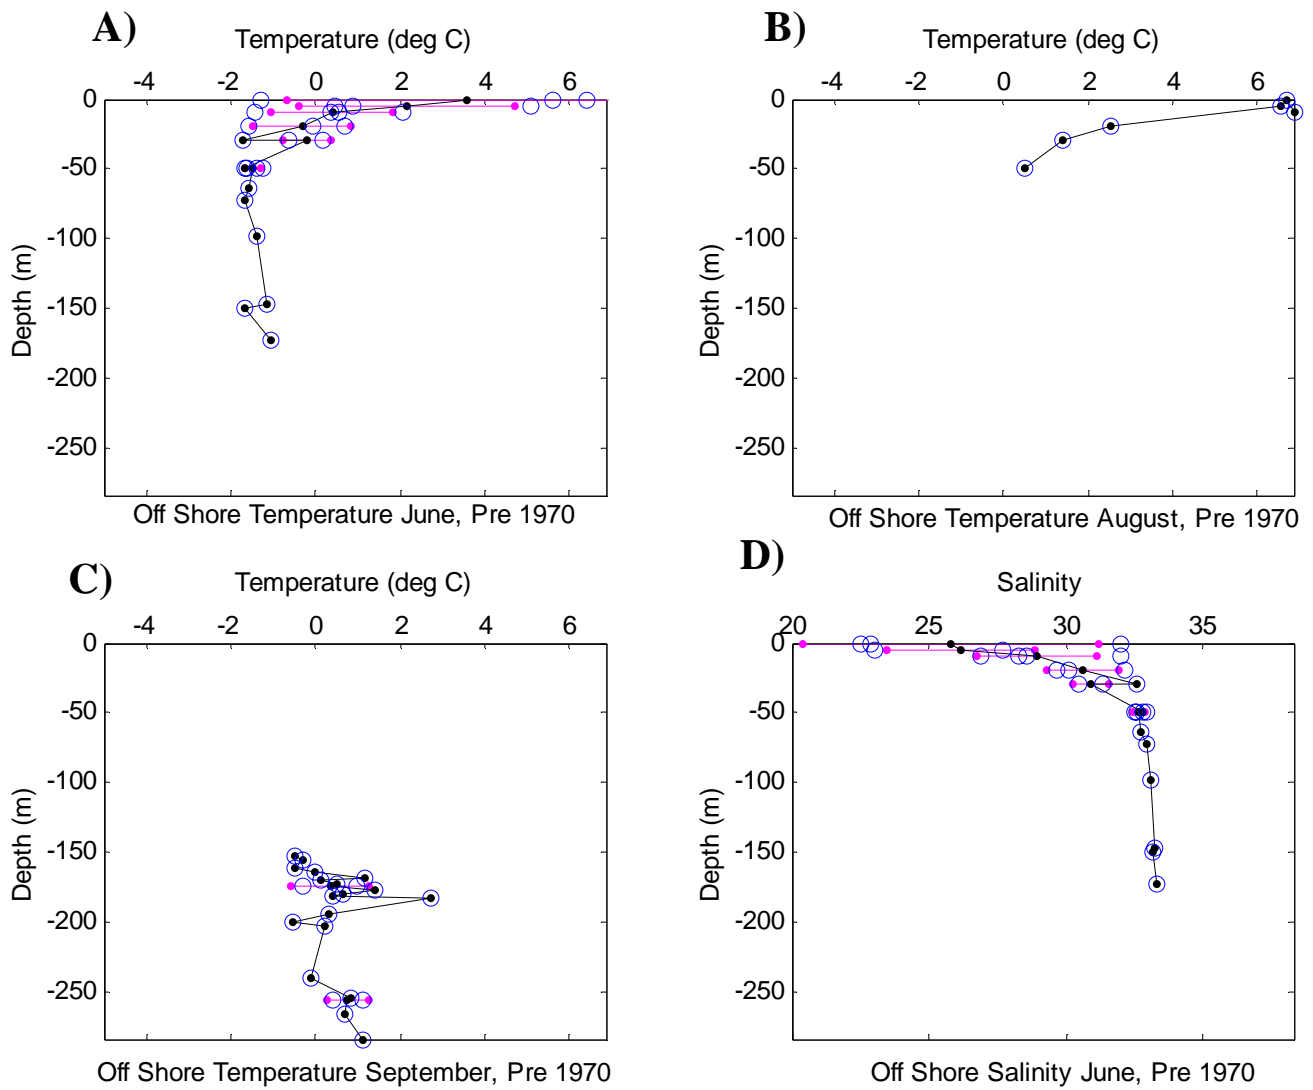 A)
Temperature (deg C)
-4 -2 0 2 4 6
0
-50
-100
-150
-200
-250
Depth (m)
Off Shore Temperature June, Pre 1970
B)
Temperature (deg C)
-4 -2 0 2 4 6
0
-50
-100
-150
-200
-250
Depth (m)
Off Shore Temperature August, Pre 1970
C)
Temperature (deg C)
-4 -2 0 2 4 6
0
-50
-100
-150
-200
-250
Depth (m)
Off Shore Temperature September, Pre 1970
D)
Salinity
20 25 30 35
0
-50
-100
-150
-200
-250
Depth (m)
Off Shore Salinity June, Pre 1970